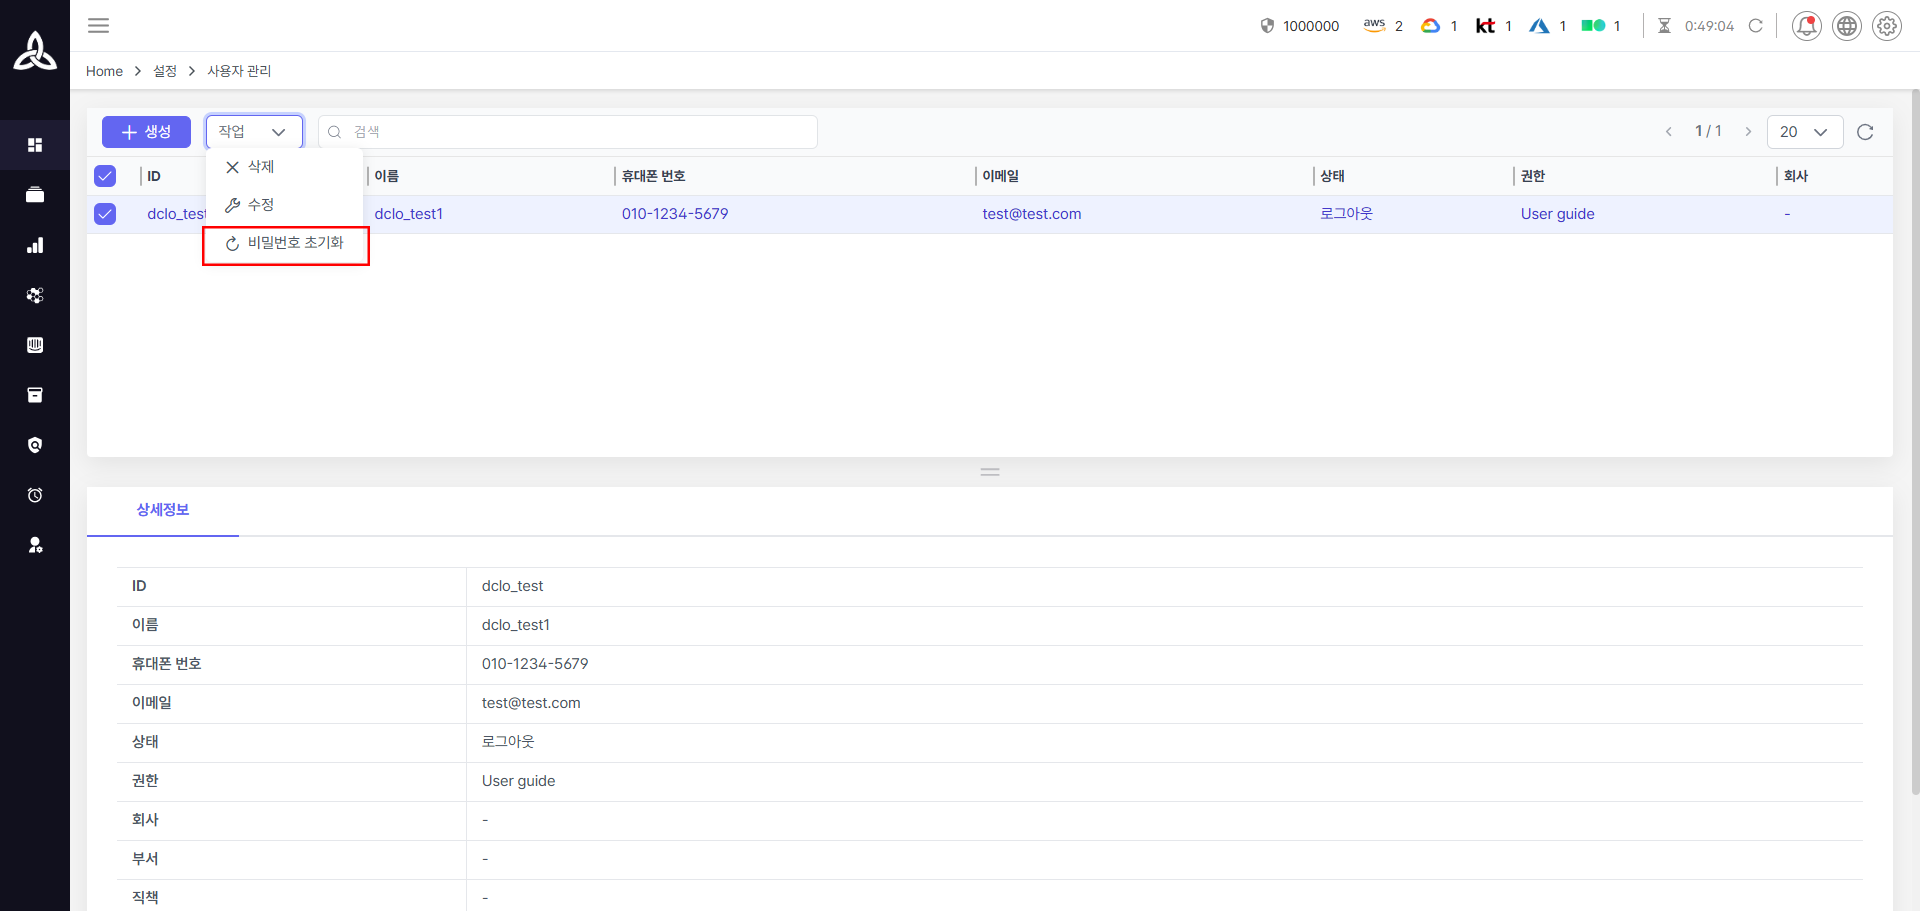 1000000 aws 2 1 kt 1 1 1 0:49:04
Home > 설정 > 사용자 관리
생성 작업 검색 1 / 1 20
삭제
수정
비밀번호 초기화
ID 이름 휴대폰 번호 이메일 상태 권한 회사
dclo_test dclo_test1 010-1234-5679 test@test.com 로그아웃 User guide -
상세정보
ID dclo_test
이름 dclo_test1
휴대폰 번호 010-1234-5679
이메일 test@test.com
상태 로그아웃
권한 User guide
회사 -
부서 -
직책 -